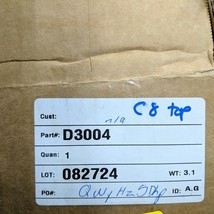 C8 top
Cust: n/a
Part#: D3004
Quan: 1
LOT: 082724 WT: 3.1
PO#: ID: A.G